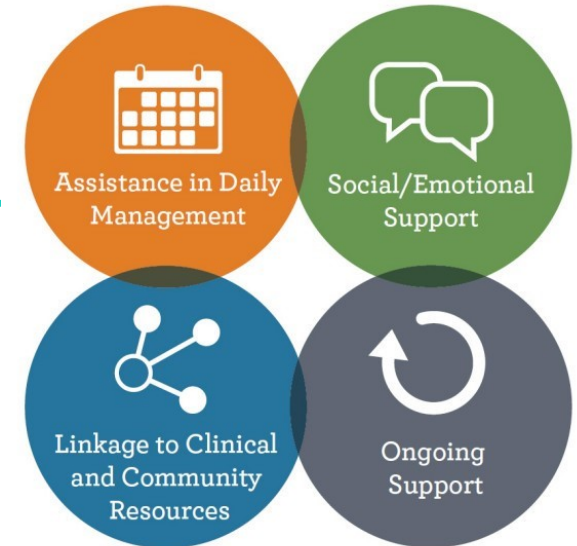 Assistance in Daily
Management
Social/Emotional
Support
Linkage to Clinical
and Community
Resources
Ongoing
Support